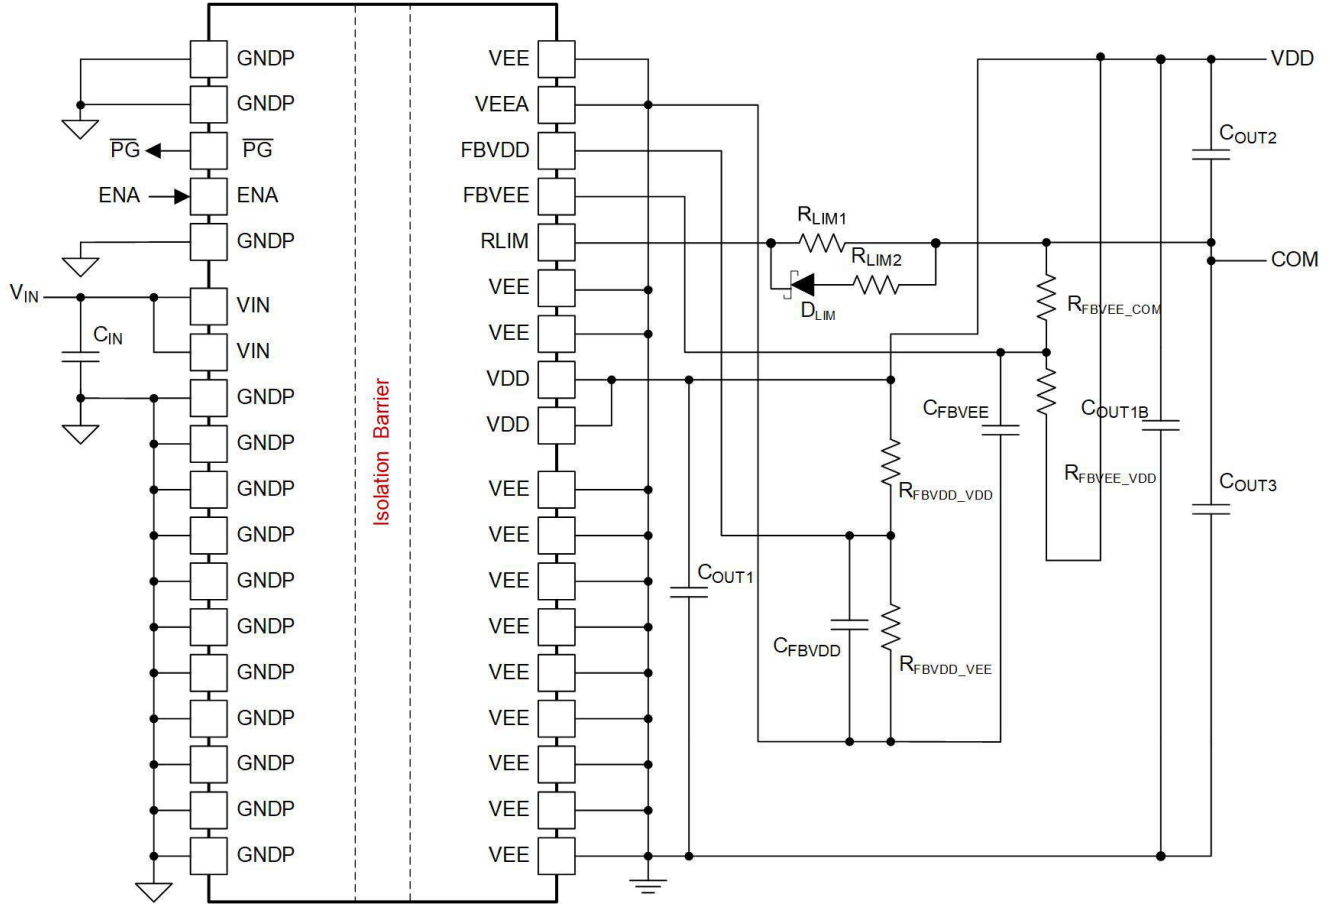 GNDP
GNDP
PG PG
ENA ENA
GNDP
VIN VIN
CIN VIN
GNDP
GNDP
GNDP
GNDP
GNDP
GNDP
GNDP
GNDP
GNDP
GNDP
GNDP
Isolation Barrier
VEE
VEEA
FBVDD
FBVEE
RLIM
VEE
VEE
VDD
VDD
VEE
VEE
VEE
VEE
VEE
VEE
VEE
VEE
VEE
RLIM1
RLIM2
DLIM
COUT1
CFBVDD
RFBVDD_VDD
RFBVDD_VEE
CFBVEE
RFBVEE_COM
RFBVEE_VDD
COUT1B
VDD
COUT2
COM
COUT3